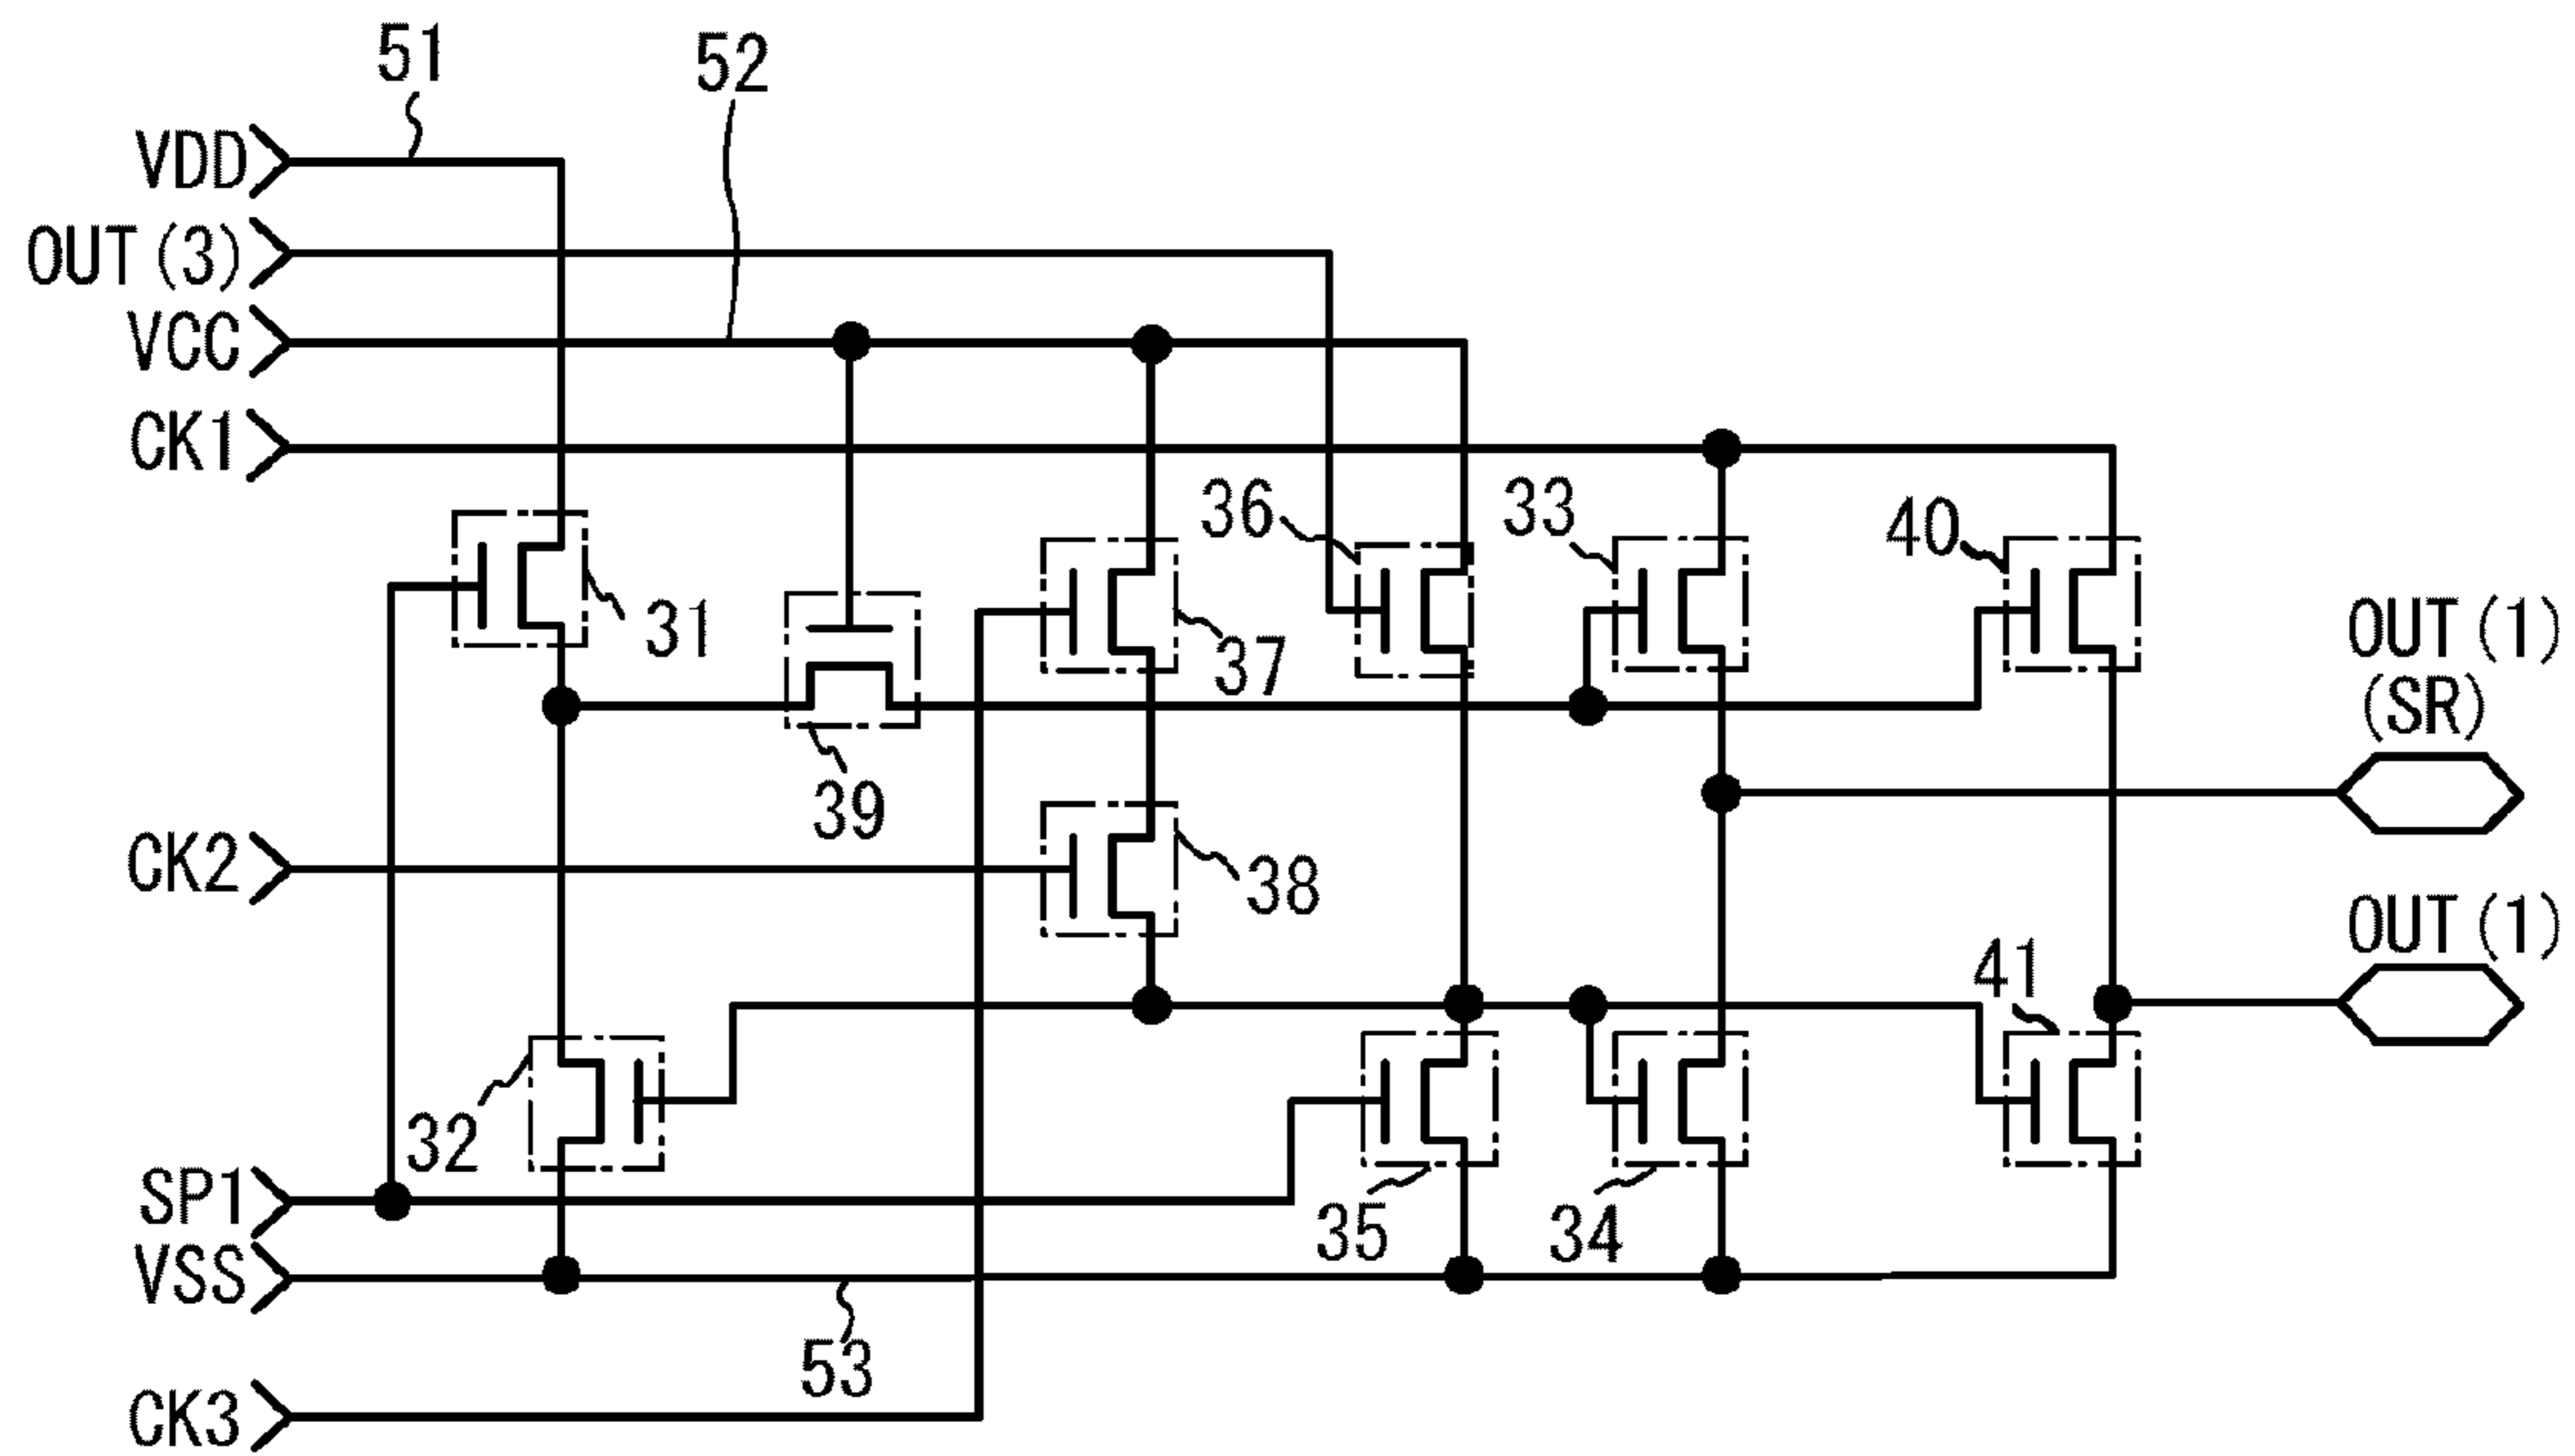 51
52
VDD
OUT (3)
VCC
CK1
36
33
40
31
37
OUT (1)
(SR)
39
CK2
38
OUT (1)
41
32
SP1
35
34
VSS
53
CK3